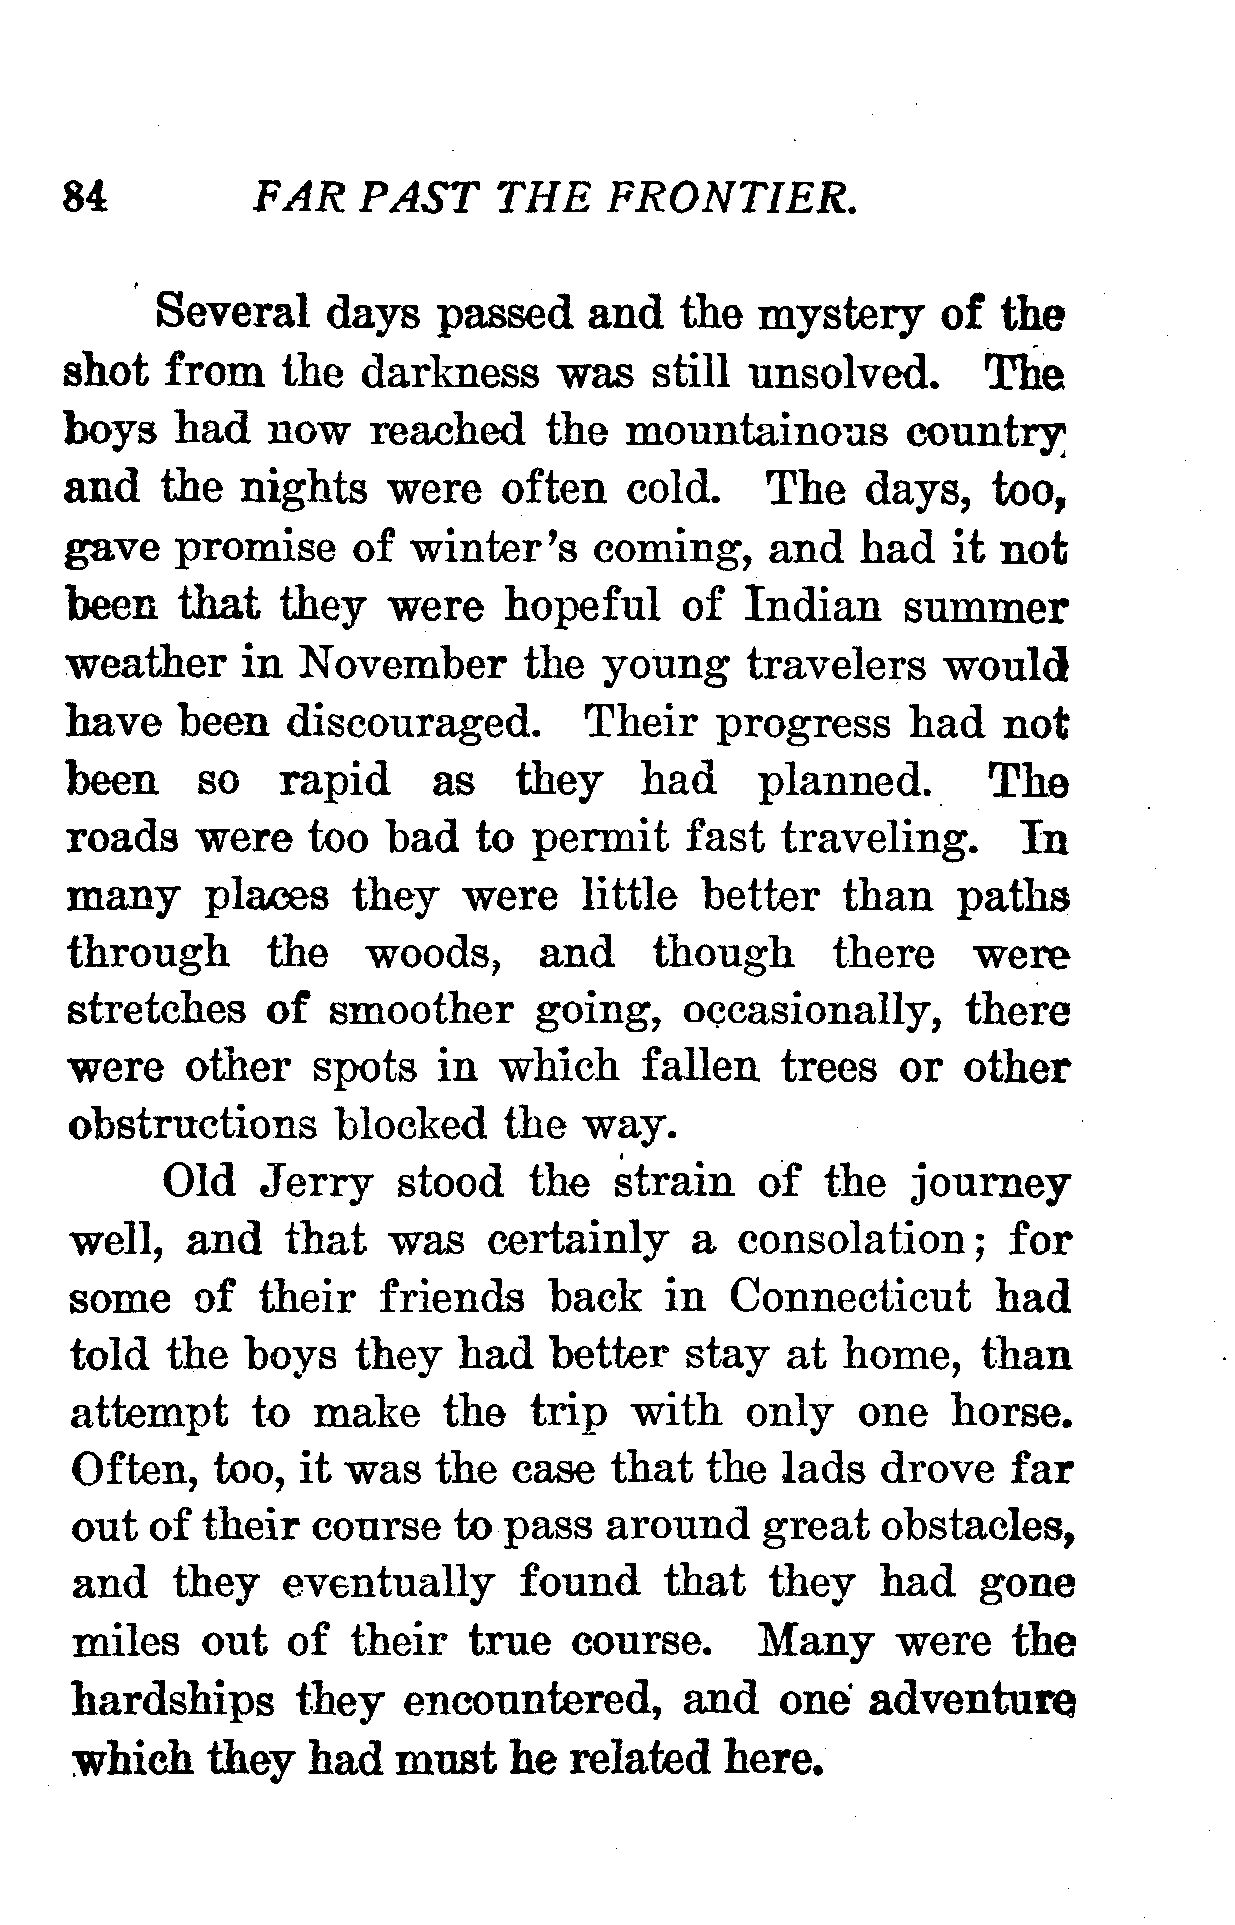 84 FAR PAST THE FRONTIER.
Several days passed and the mystery of the
shot from the darkness was still unsolved. The
boys had now reached the mountainous country
and the nights were often cold. The days, too,
gave promise of winter's coming, and had it not
been that they were hopeful of Indian summer
weather in November the young travelers would
have been discouraged. Their progress had not
been so rapid as they had planned. The
roads were too bad to permit fast traveling. In
many places they were little better than paths
through the woods, and though there were
stretches of smoother going, occasionally, there
were other spots in which fallen trees or other
obstructions blocked the way.
Old Jerry stood the strain of the journey
well, and that was certainly a consolation; for
some of their friends back in Connecticut had
told the boys they had better stay at home, than
attempt to make the trip with only one horse.
Often, too, it was the case that the lads drove far
out of their course to pass around great obstacles,
and they eventually found that they had gone
miles out of their true course. Many were the
hardships they encountered, and one adventure
which they had must he related here.